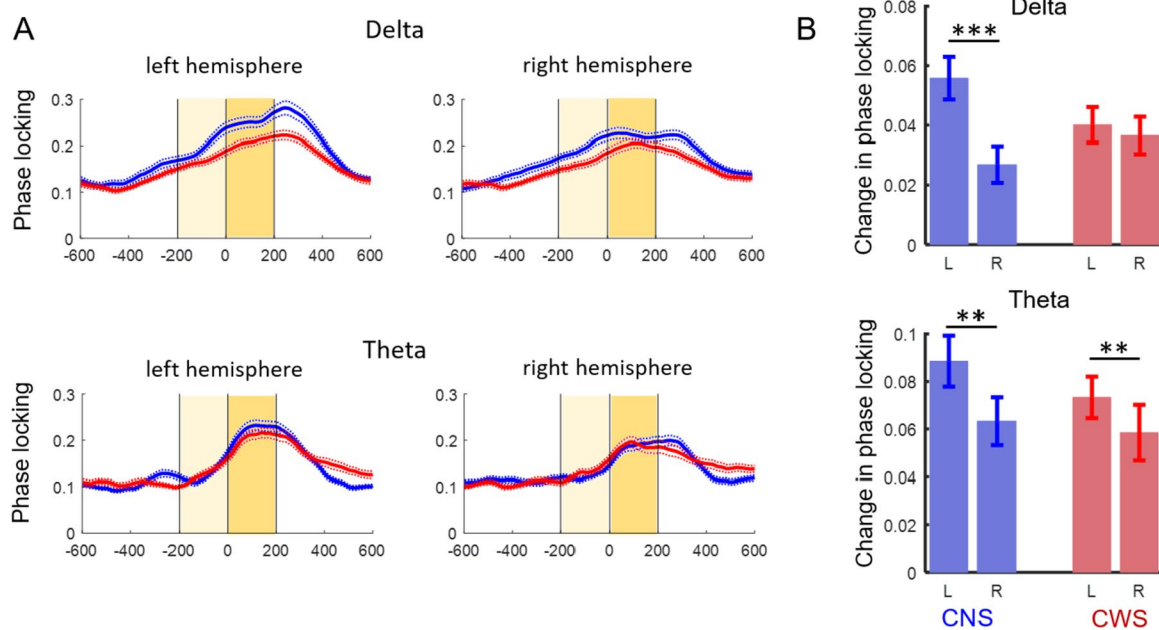 A
Delta
left hemisphere
right hemisphere
Phase locking
0.3
0.2
0.1
0
-600 -400 -200 0 200 400 600
0.3
0.2
0.1
0
-600 -400 -200 0 200 400 600
Theta
left hemisphere
right hemisphere
Phase locking
0.3
0.2
0.1
0
-600 -400 -200 0 200 400 600
0.3
0.2
0.1
0
-600 -400 -200 0 200 400 600
B
Delta
Change in phase locking
0.08
0.06
0.04
0.02
0
***
L R L R
Theta
Change in phase locking
0.1
0.08
0.06
0.04
0.02
0
** **
L R L R
CNS CWS